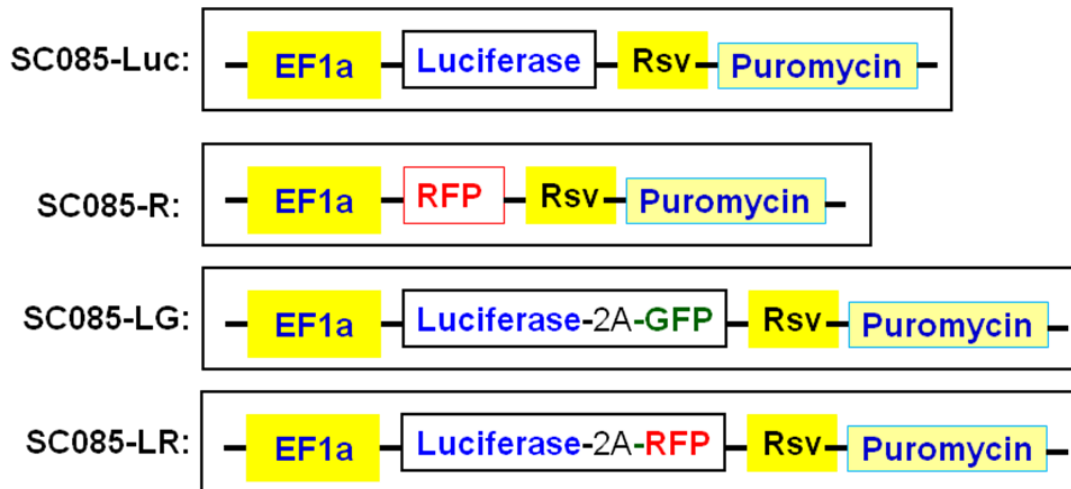 SC085-Luc: EF1a Luciferase Rsv Puromycin
SC085-R: EF1a RFP Rsv Puromycin
SC085-LG: EF1a Luciferase-2A-GFP Rsv Puromycin
SC085-LR: EF1a Luciferase-2A-RFP Rsv Puromycin